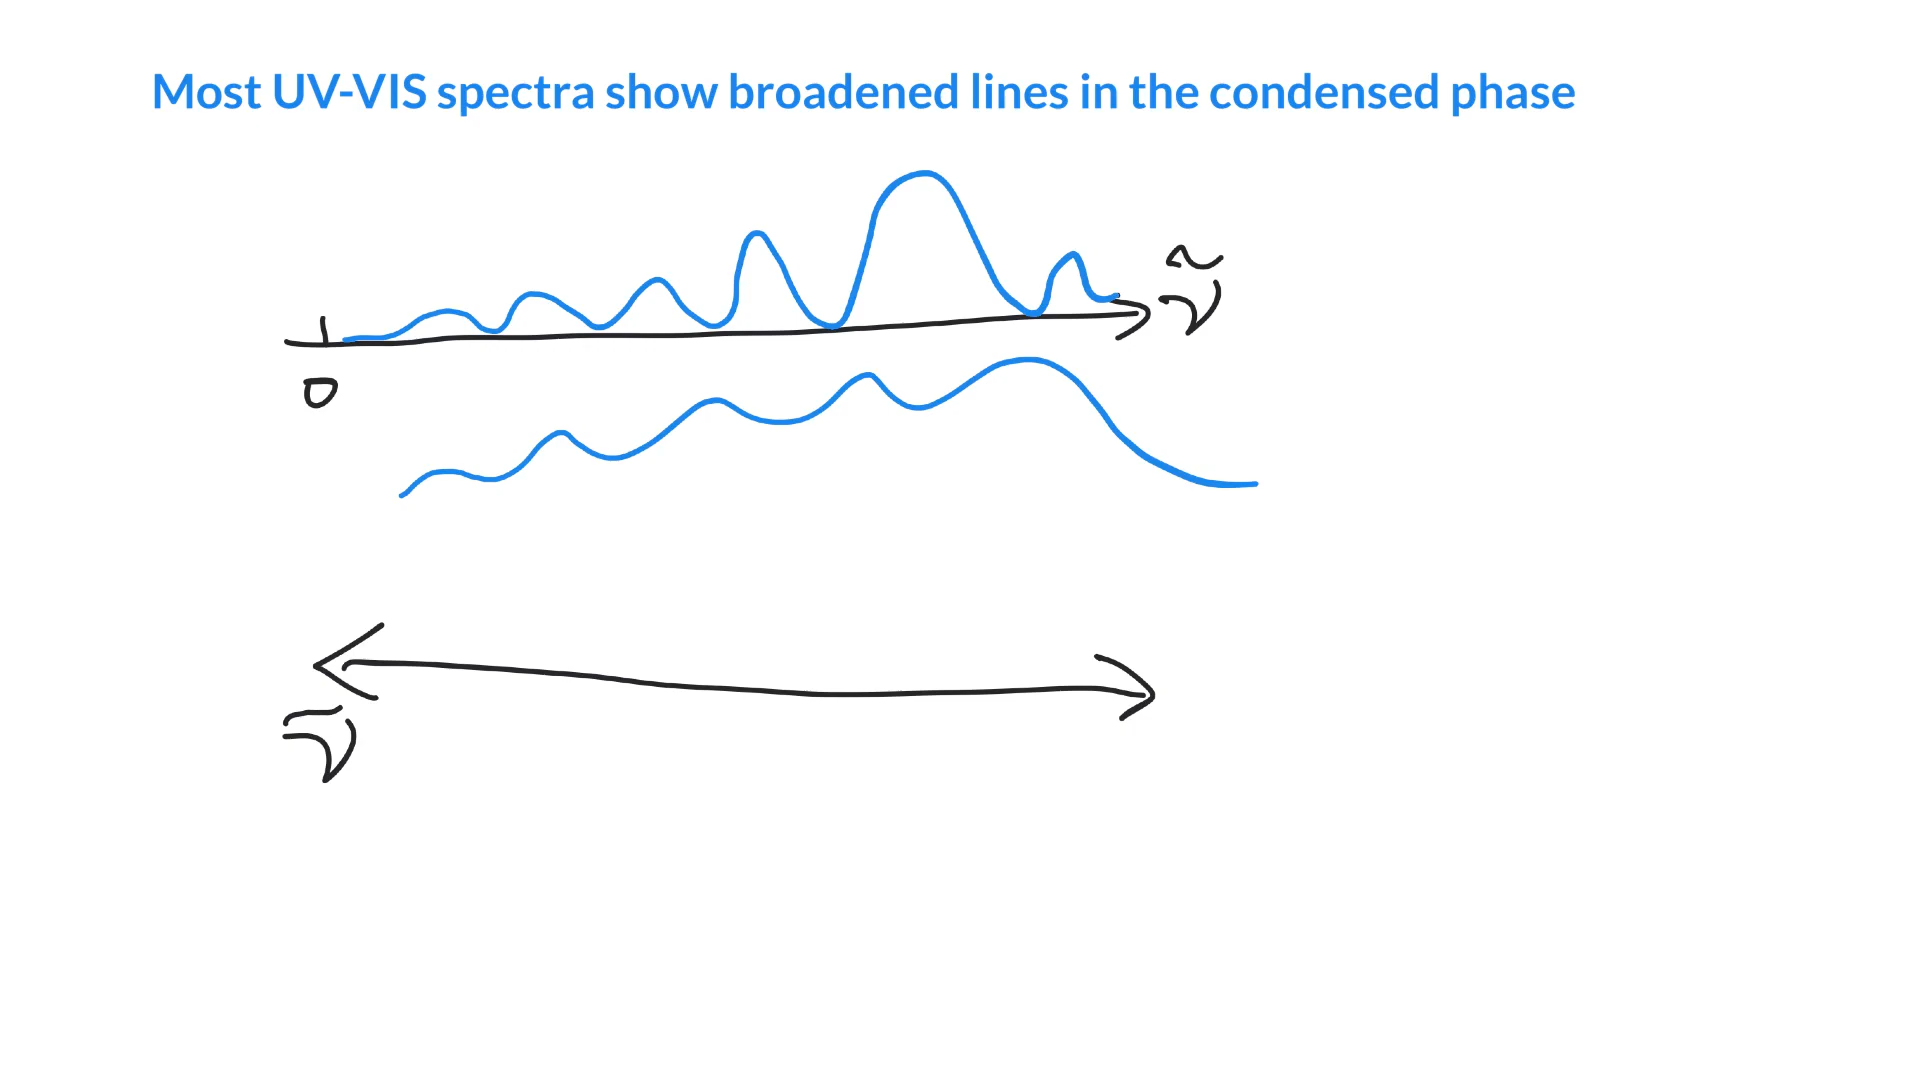 Most UV-VIS spectra show broadened lines in the condensed phase
ṽ
0
ṽ